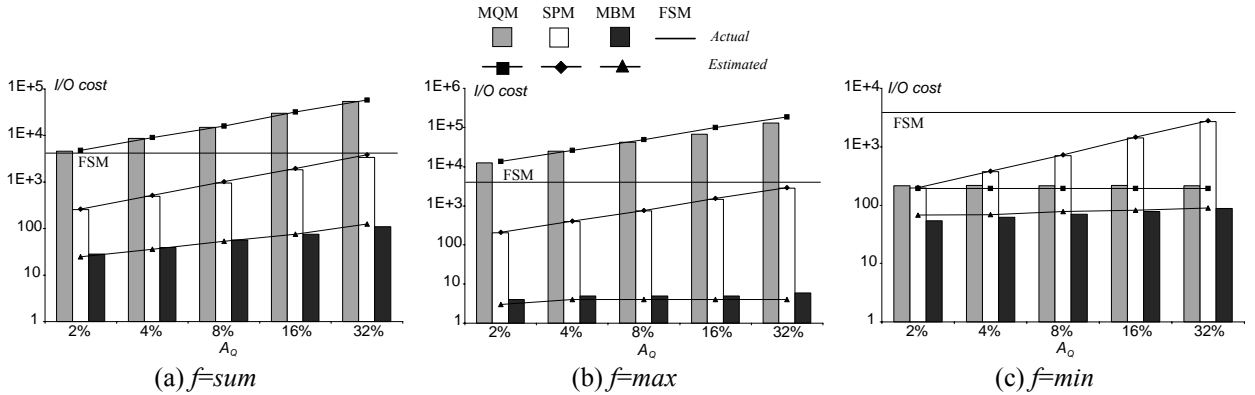 MQM SPM MBM FSM
Actual
Estimated
I/O cost
1E+5
1E+4
1E+3
100
10
1
FSM
2% 4% 8% 16% 32%
A_Q
(a) f=sum
I/O cost
1E+6
1E+5
1E+4
1E+3
100
10
1
FSM
2% 4% 8% 16% 32%
A_Q
(b) f=max
I/O cost
1E+4
1E+3
100
10
1
FSM
2% 4% 8% 16% 32%
A_Q
(c) f=min